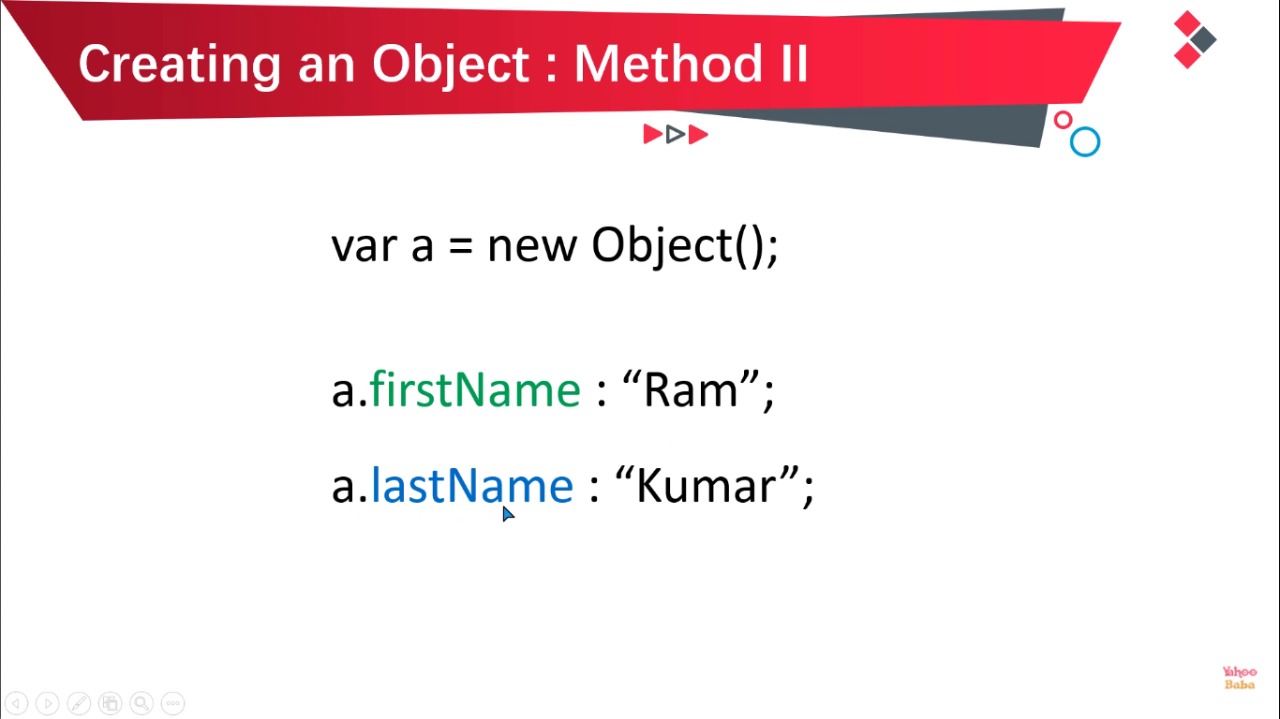 Creating an Object : Method II
var a = new Object();
a.firstName : “Ram”;
a.lastName : “Kumar”;
Yahoo
Baba